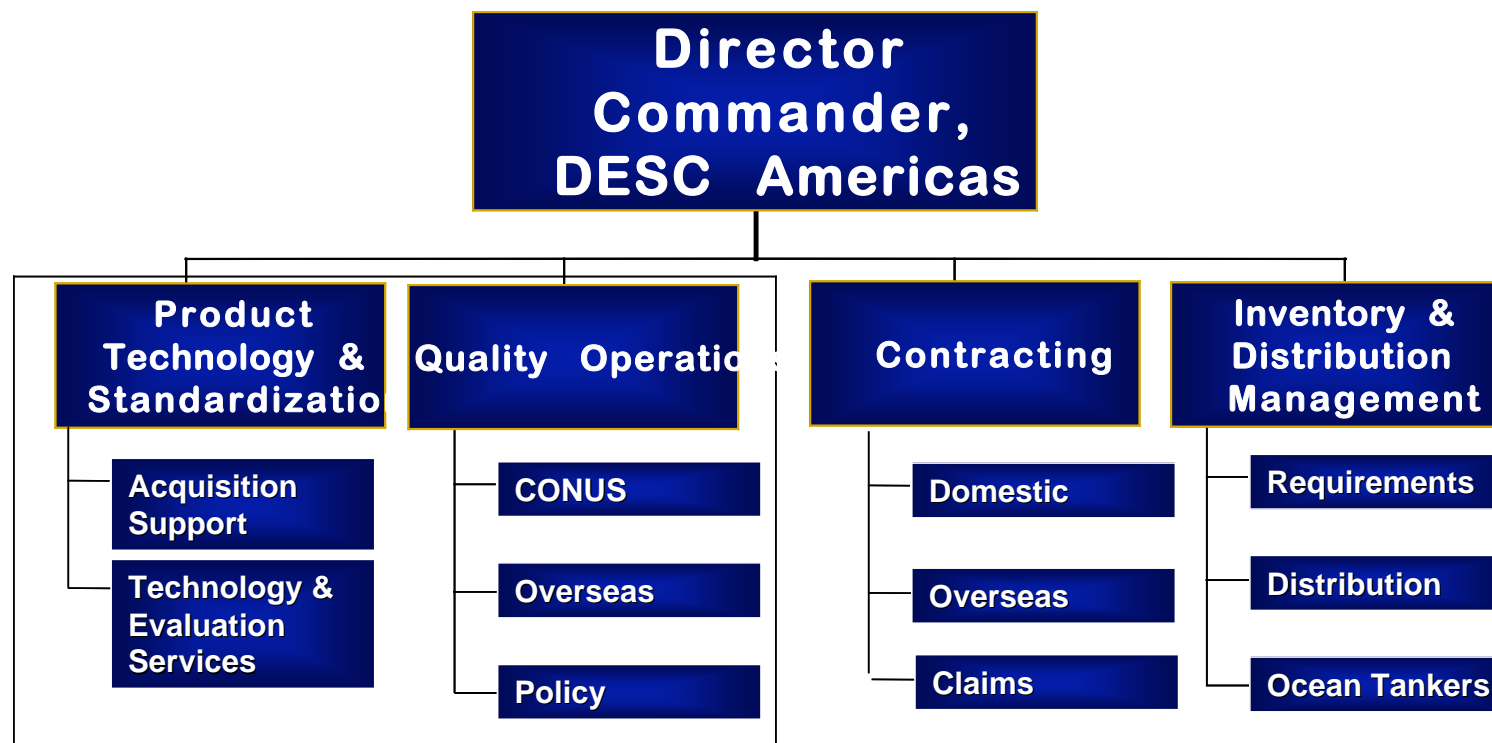 Director
Commander,
DESC Americas
Product
Technology &
Standardizatio
Quality Operations
Contracting
Inventory &
Distribution
Management
Acquisition
Support
Technology &
Evaluation
Services
CONUS
Overseas
Policy
Domestic
Overseas
Claims
Requirements
Distribution
Ocean Tankers